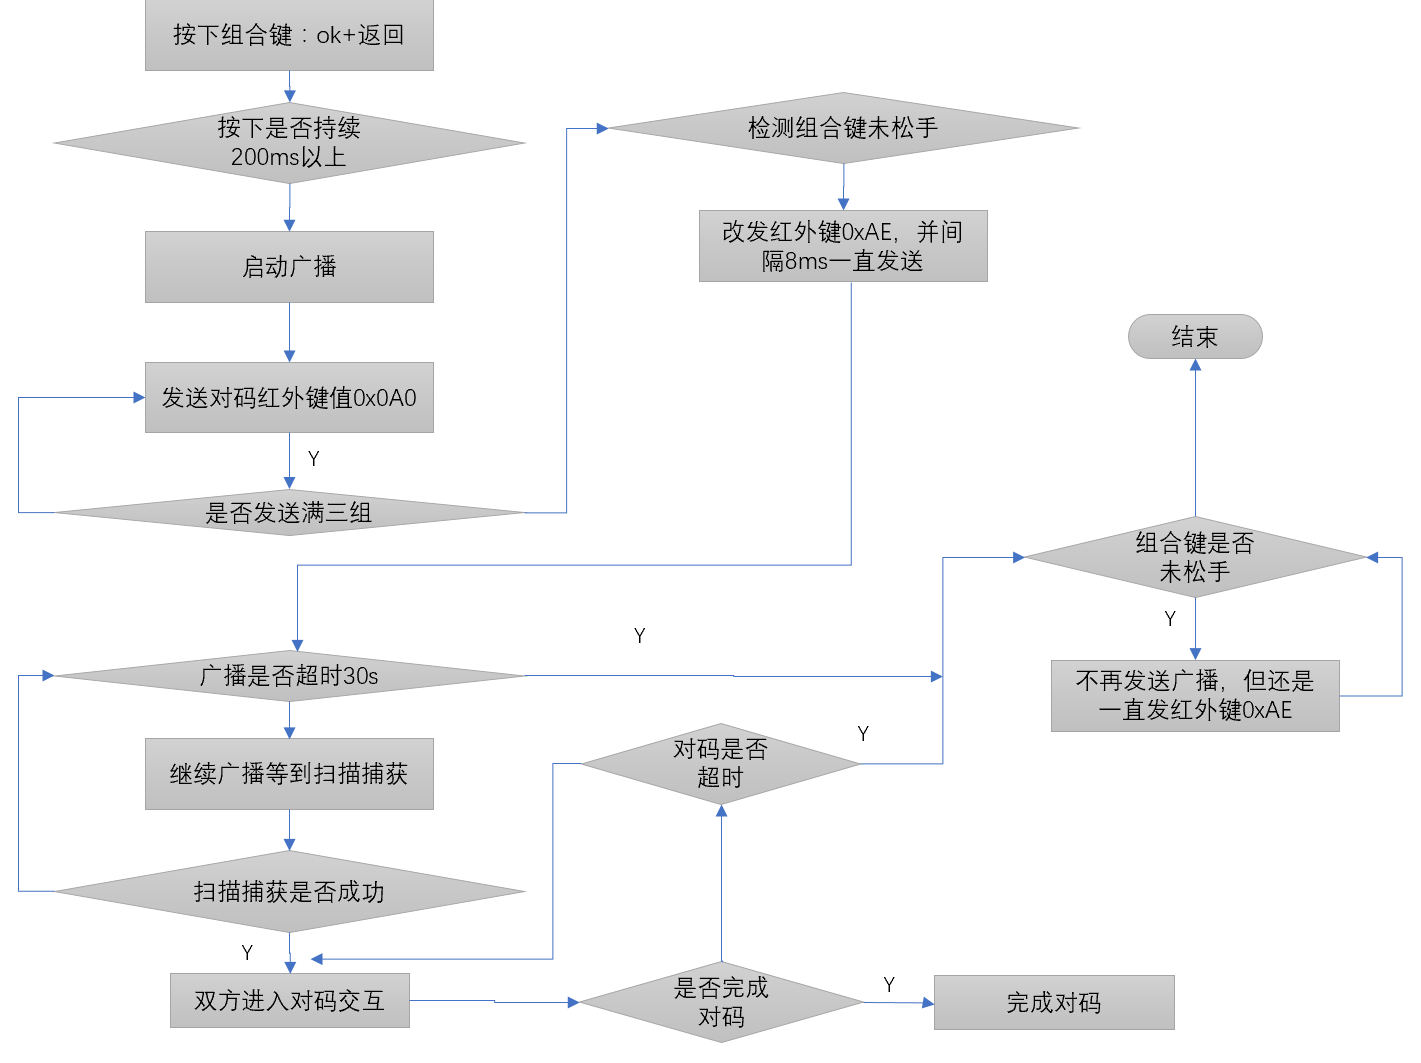 按下组合键：ok+返回
按下是否持续
200ms以上
启动广播
发送对码红外键值0x0A0
Y
是否发送满三组
检测组合键未松手
改发红外键0xAE，并间
隔8ms一直发送
广播是否超时30s
Y
继续广播等到扫描捕获
扫描捕获是否成功
Y
双方进入对码交互
是否完成
对码
Y
完成对码
对码是否
超时
Y
组合键是否
未松手
Y
不再发送广播，但还是
一直发红外键0xAE
结束